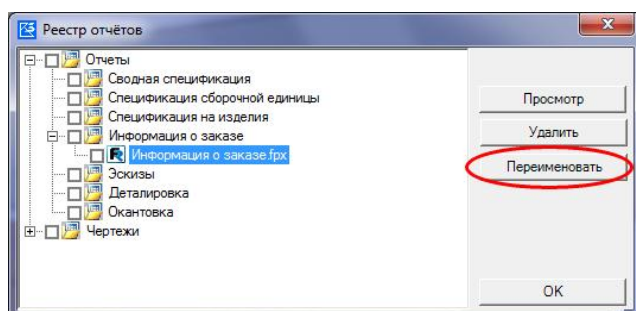 Реестр отчётов
Отчеты
Сводная спецификация
Спецификация сборочной единицы
Спецификация на изделия
Информация о заказе
Информация о заказе.fpx
Эскизы
Деталировка
Окантовка
Чертежи
Просмотр
Удалить
Переименовать
OK